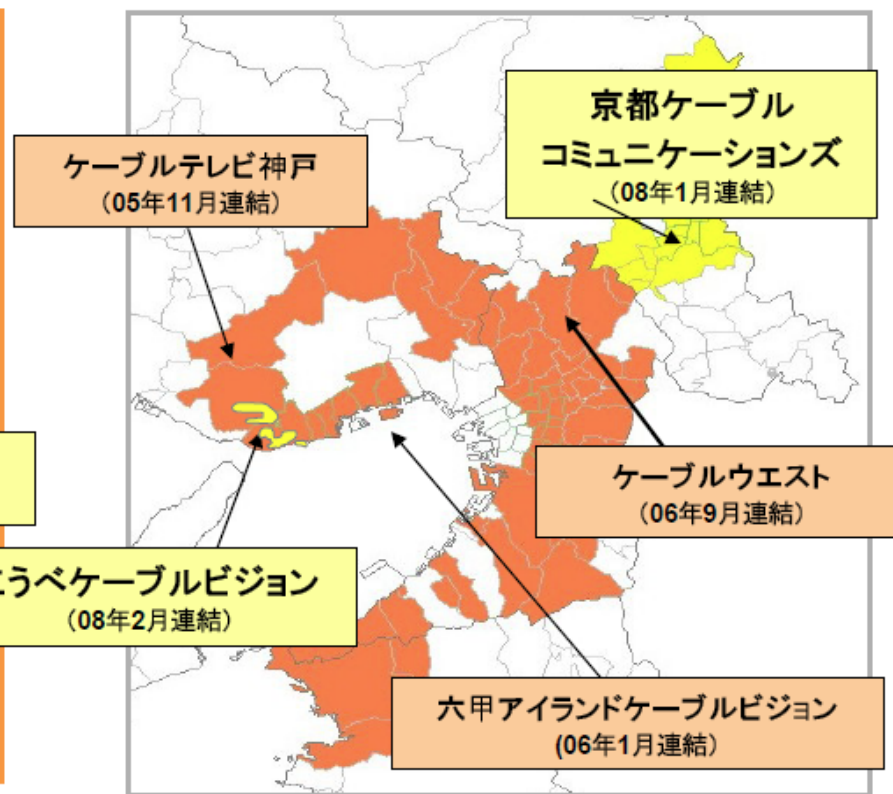 京都ケーブル
コミュニケーションズ
（08年1月連結）
ケーブルテレビ神戸
（05年11月連結）
ケーブルウエスト
（06年9月連結）
こうべケーブルビジョン
（08年2月連結）
六甲アイランドケーブルビジョン
(06年1月連結）